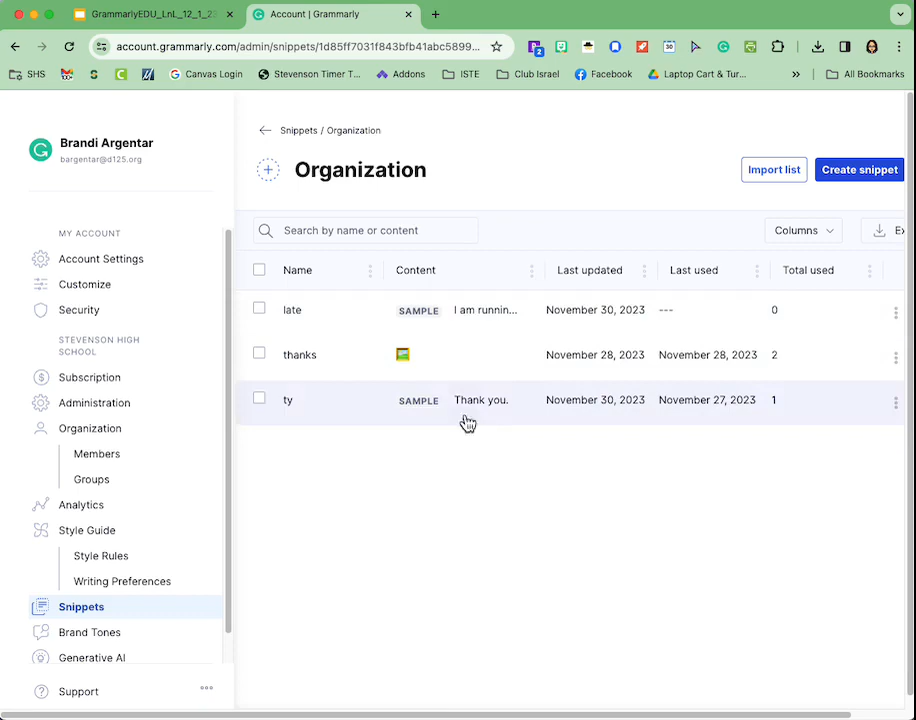 GrammarlyEDU_LnL_12_1_23
Account | Grammarly
account.grammarly.com/admin/snippets/1d85ff7031f843bfb41abc5899...
SHS
Canvas Login
Stevenson Timer T...
Addons
ISTE
Club Israel
Facebook
Laptop Cart & Tur...
All Bookmarks
Brandi Argentar
bargentar@d125.org
MY ACCOUNT
Account Settings
Customize
Security
STEVENSON HIGH
SCHOOL
Subscription
Administration
Organization
Members
Groups
Analytics
Style Guide
Style Rules
Writing Preferences
Snippets
Brand Tones
Generative AI
Support
Snippets / Organization
Organization
Import list
Create snippet
Search by name or content
Columns
Ex
Name Content Last updated Last used Total used
late SAMPLE I am runnin... November 30, 2023 --- 0
thanks November 28, 2023 November 28, 2023 2
ty SAMPLE Thank you. November 30, 2023 November 27, 2023 1